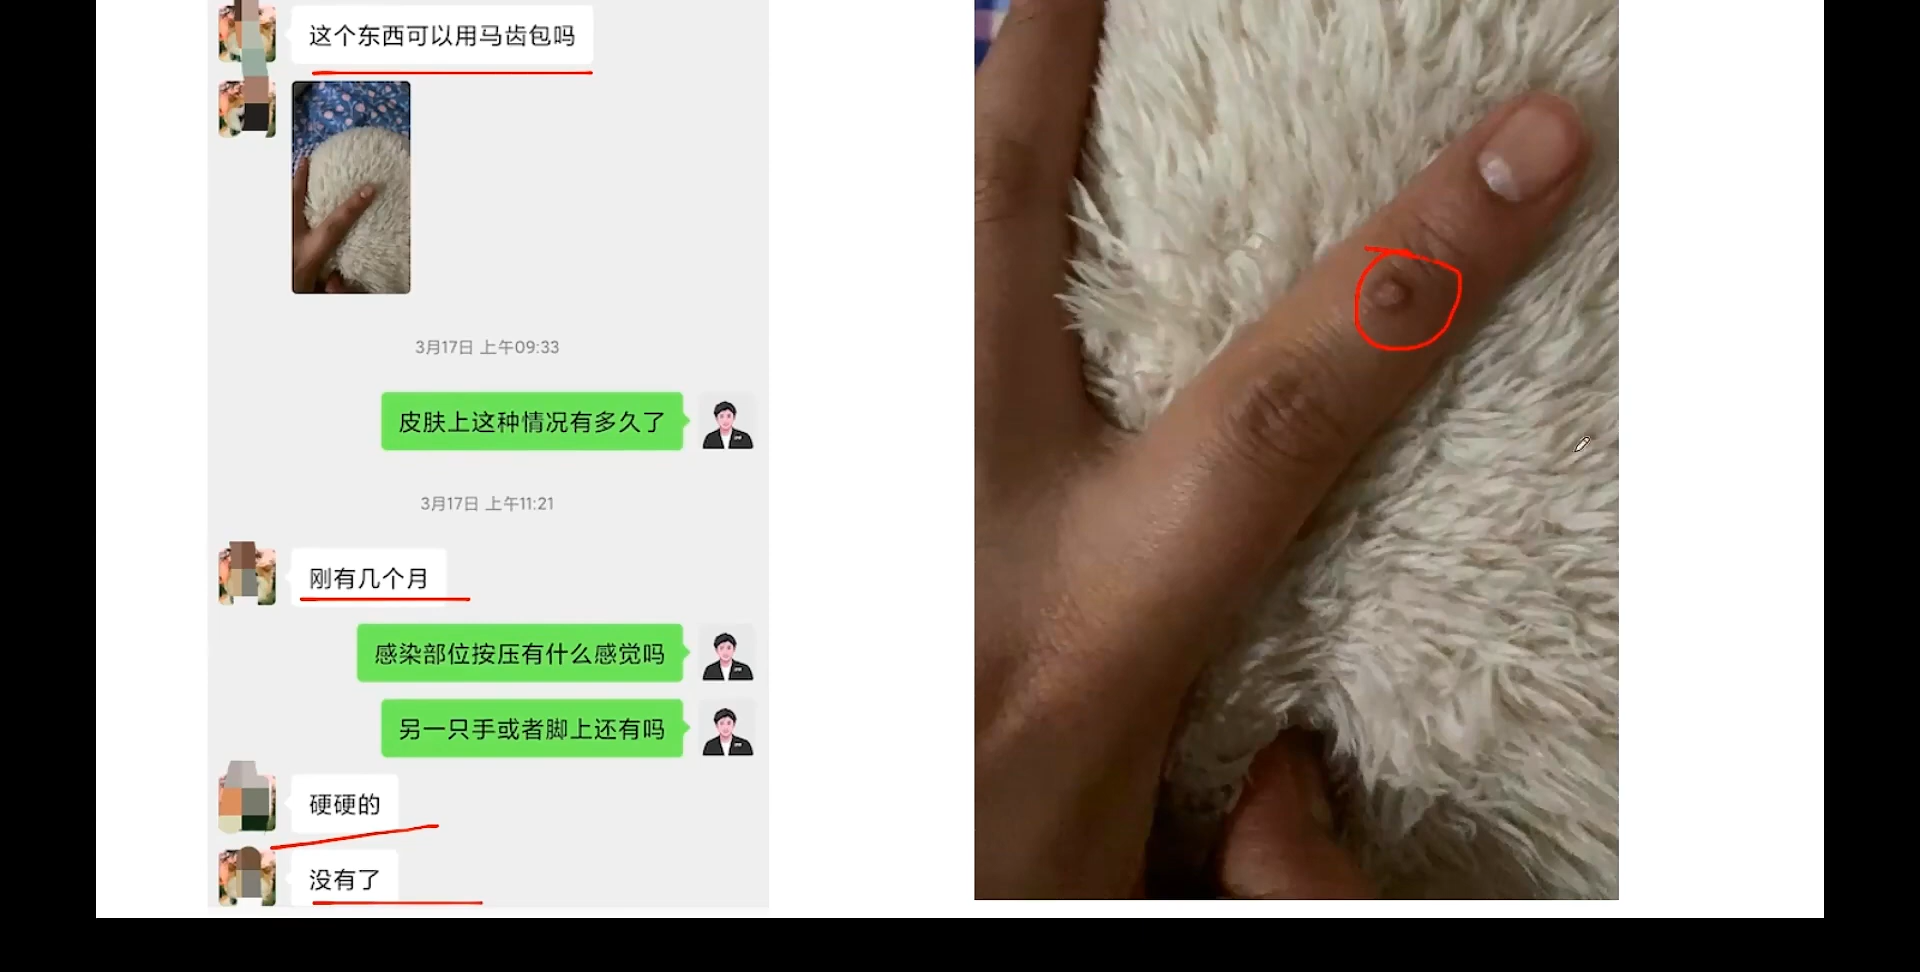 这个东西可以用马齿包吗
3月17日 上午09:33
皮肤上这种情况有多久了
3月17日 上午11:21
刚有几个月
感染部位按压有什么感觉吗
另一只手或者脚上还有吗
硬硬的
没有了